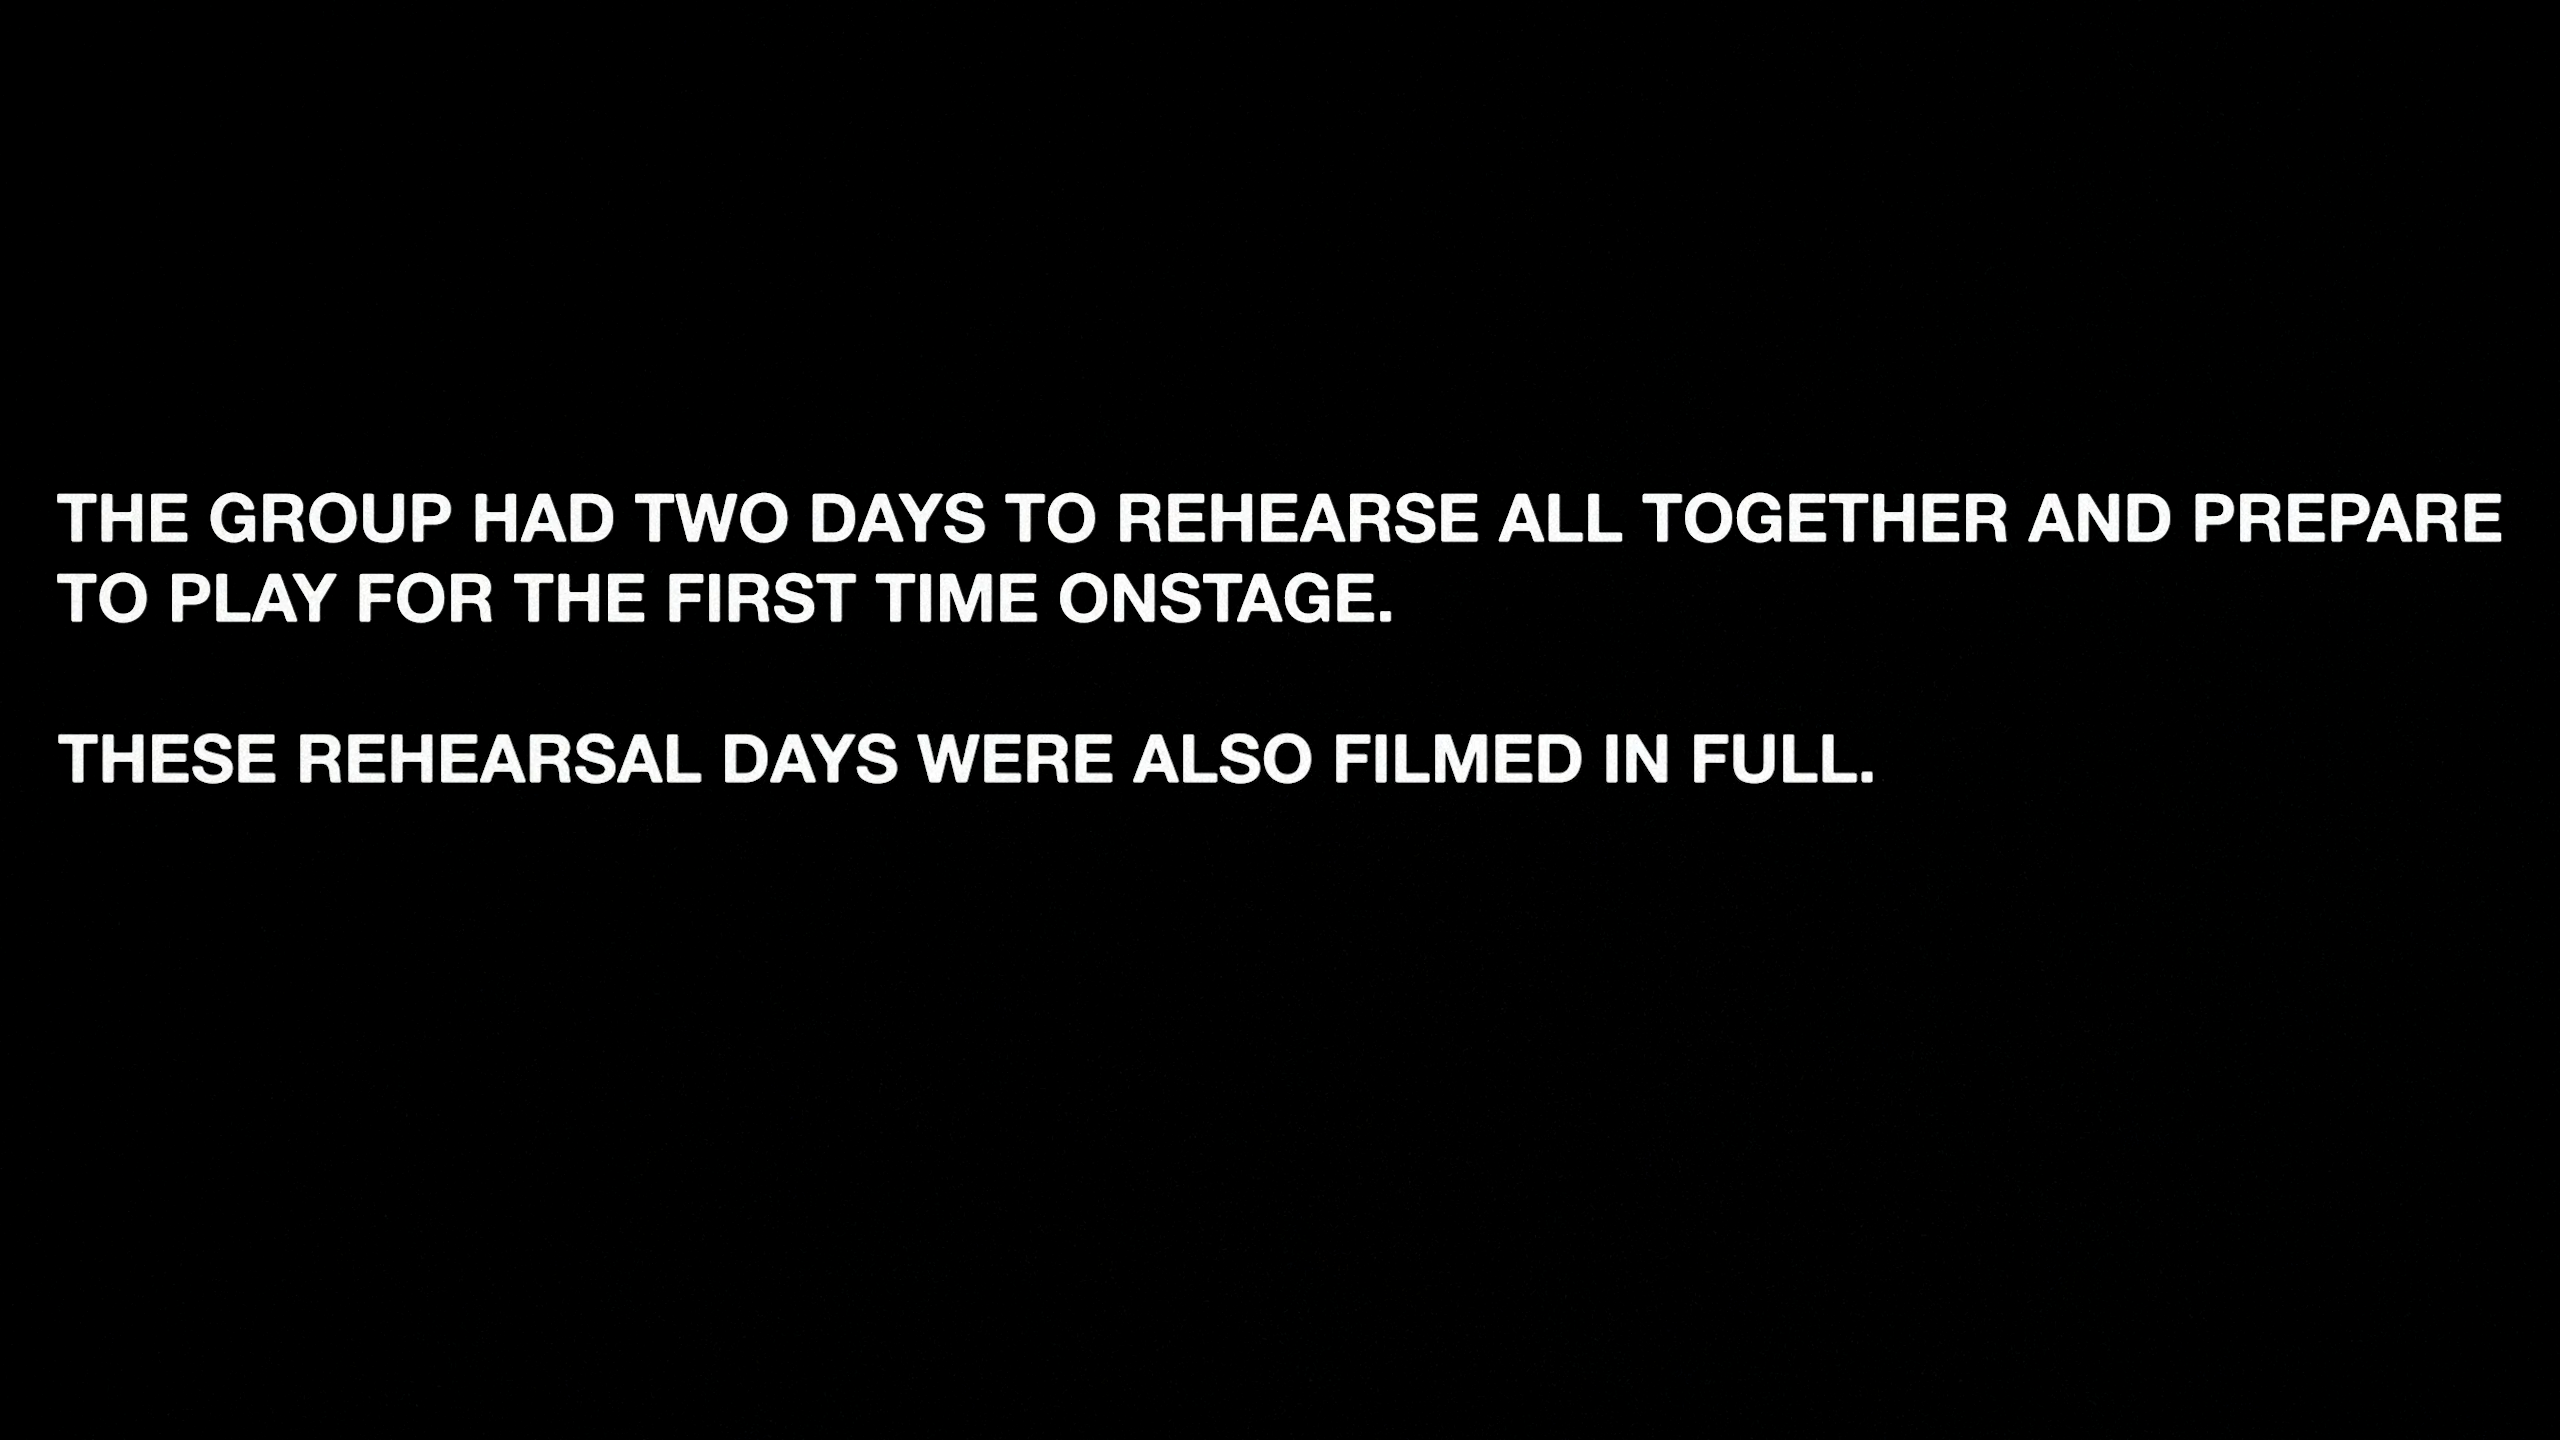 THE GROUP HAD TWO DAYS TO REHEARSE ALL TOGETHER AND PREPARE
TO PLAY FOR THE FIRST TIME ONSTAGE.
THESE REHEARSAL DAYS WERE ALSO FILMED IN FULL.